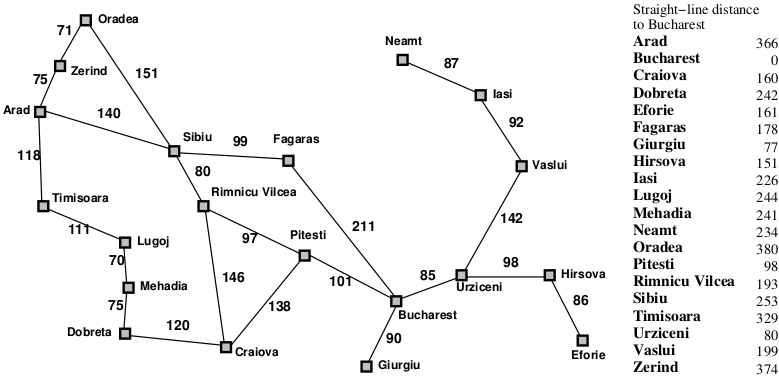 Oradea
71
Zerind
75
151
Arad
140
118
Sibiu
99
Fagaras
80
Rimnicu Vilcea
Timisoara
111
Lugoj
70
Mehadia
75
Dobreta
120
97
Pitesti
211
146
138
101
Craiova
Neamt
87
Iasi
92
Vaslui
142
98
Hirsova
85
Urziceni
86
Bucharest
90
Giurgiu
Eforie
Straight−line distance
to Bucharest
Arad 366
Bucharest 0
Craiova 160
Dobreta 242
Eforie 161
Fagaras 178
Giurgiu 77
Hirsova 151
Iasi 226
Lugoj 244
Mehadia 241
Neamt 234
Oradea 380
Pitesti 98
Rimnicu Vilcea 193
Sibiu 253
Timisoara 329
Urziceni 80
Vaslui 199
Zerind 374